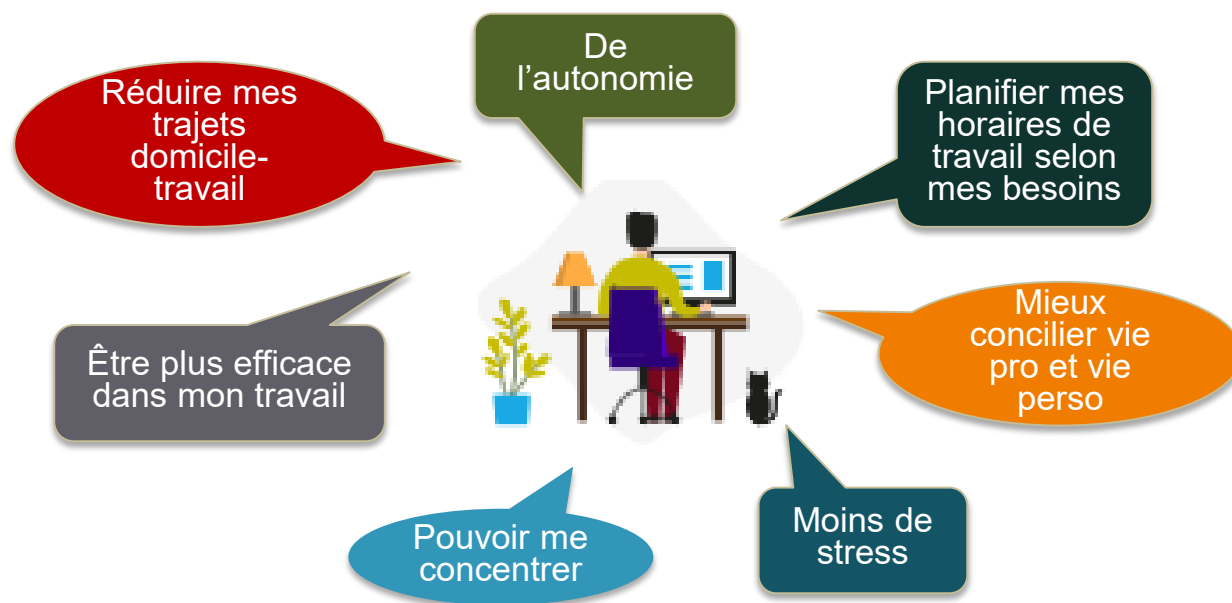 De
l’autonomie
Réduire mes
trajets
domicile-
travail
Planifier mes
horaires de
travail selon
mes besoins
Être plus efficace
dans mon travail
Mieux
concilier vie
pro et vie
perso
Pouvoir me
concentrer
Moins de
stress